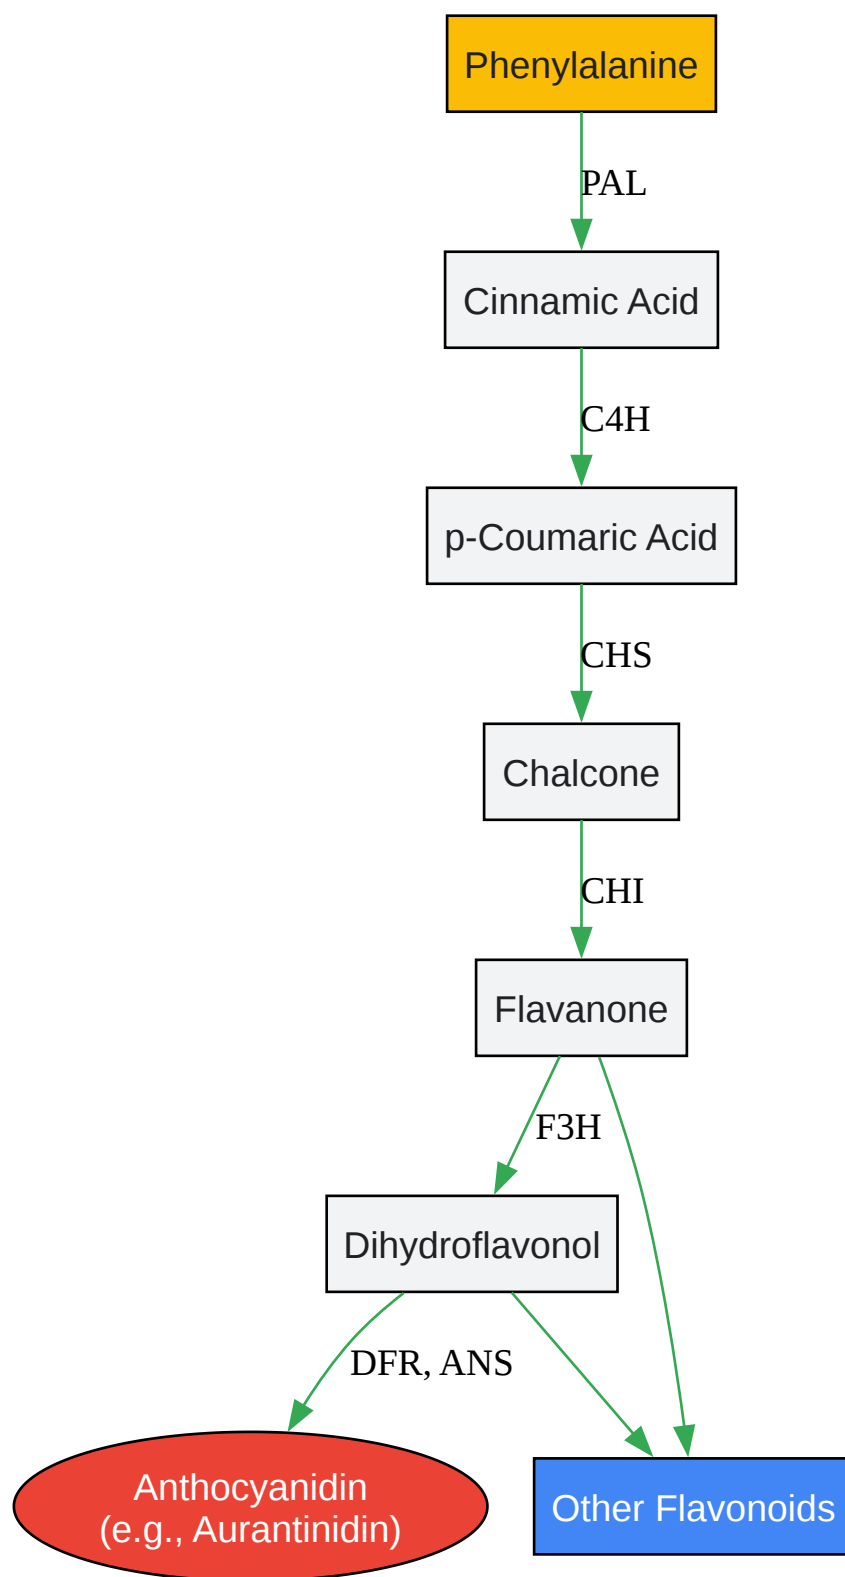 Phenylalanine
PAL
Cinnamic Acid
C4H
p-Coumaric Acid
CHS
Chalcone
CHI
Flavanone
F3H
Dihydroflavonol
DFR, ANS
Anthocyanidin
(e.g., Aurantinidin)
Other Flavonoids